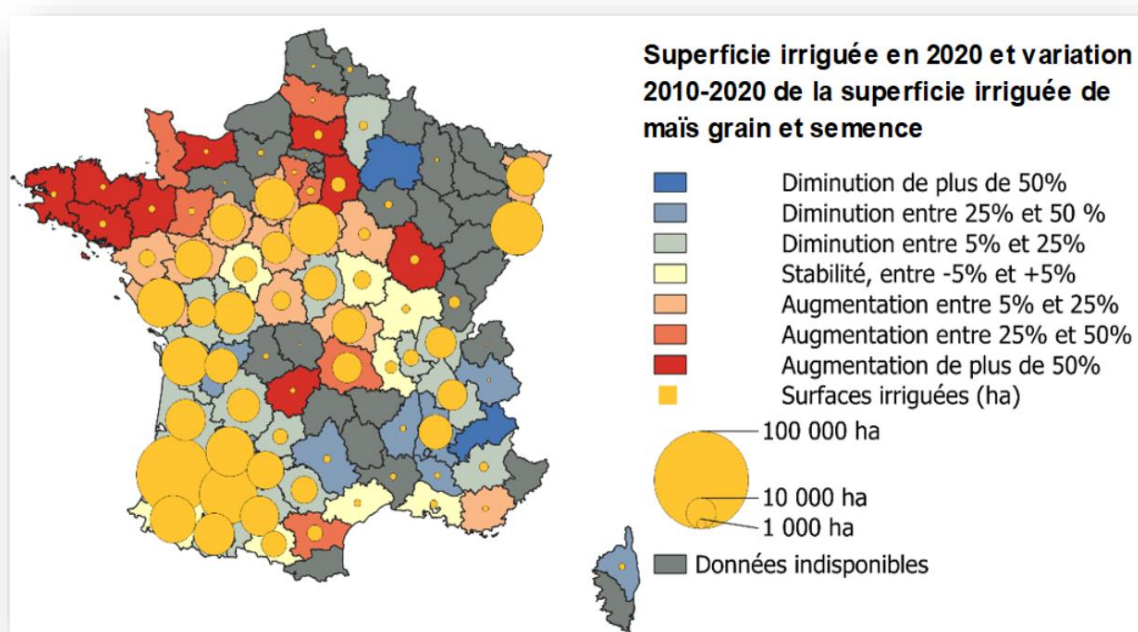 Superficie irriguée en 2020 et variation
2010-2020 de la superficie irriguée de
maïs grain et semence
Diminution de plus de 50%
Diminution entre 25% et 50 %
Diminution entre 5% et 25%
Stabilité, entre -5% et +5%
Augmentation entre 5% et 25%
Augmentation entre 25% et 50%
Augmentation de plus de 50%
Surfaces irriguées (ha)
100 000 ha
10 000 ha
1 000 ha
Données indisponibles